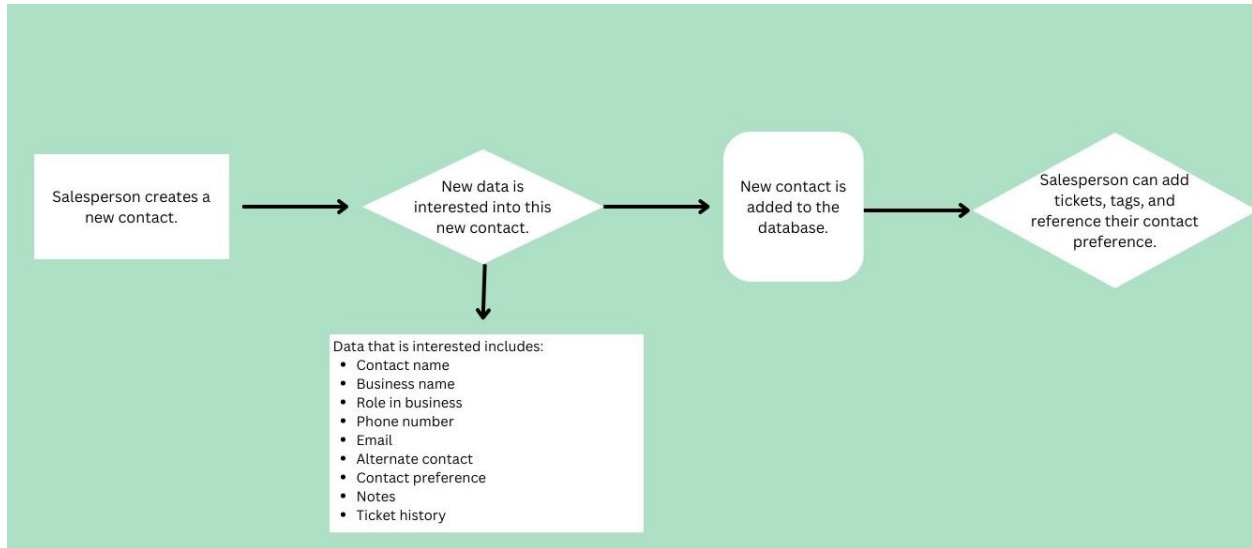 Salesperson creates a
new contact.
New data is
interested into this
new contact.
New contact is
added to the
database.
Salesperson can add
tickets, tags, and
reference their contact
preference.
Data that is interested includes:
• Contact name
• Business name
• Role in business
• Phone number
• Email
• Alternate contact
• Contact preference
• Notes
• Ticket history